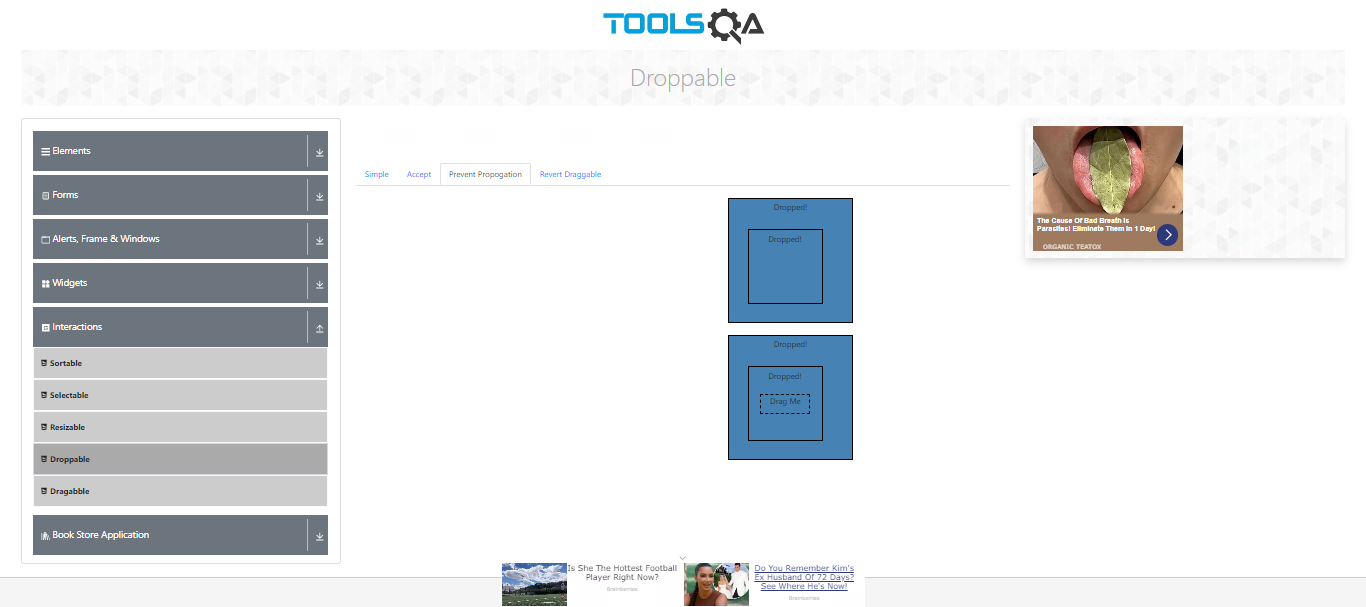 TOOLSQA
Droppable
Elements
Forms
Alerts, Frame & Windows
Widgets
Interactions
Sortable
Selectable
Resizable
Droppable
Dragabble
Book Store Application
Simple
Accept
Prevent Propogation
Revert Draggable
Dropped!
Dropped!
Dropped!
Dropped!
Drag Me
The Cause Of Bad Breath Is
Parasites! Eliminate Them In 1 Day!
ORGANIC TEATOX
Is She The Hottest Football
Player Right Now?
Brainberries
Do You Remember Kim's
Ex Husband Of 72 Days?
See Where He's Now!
Brainberries